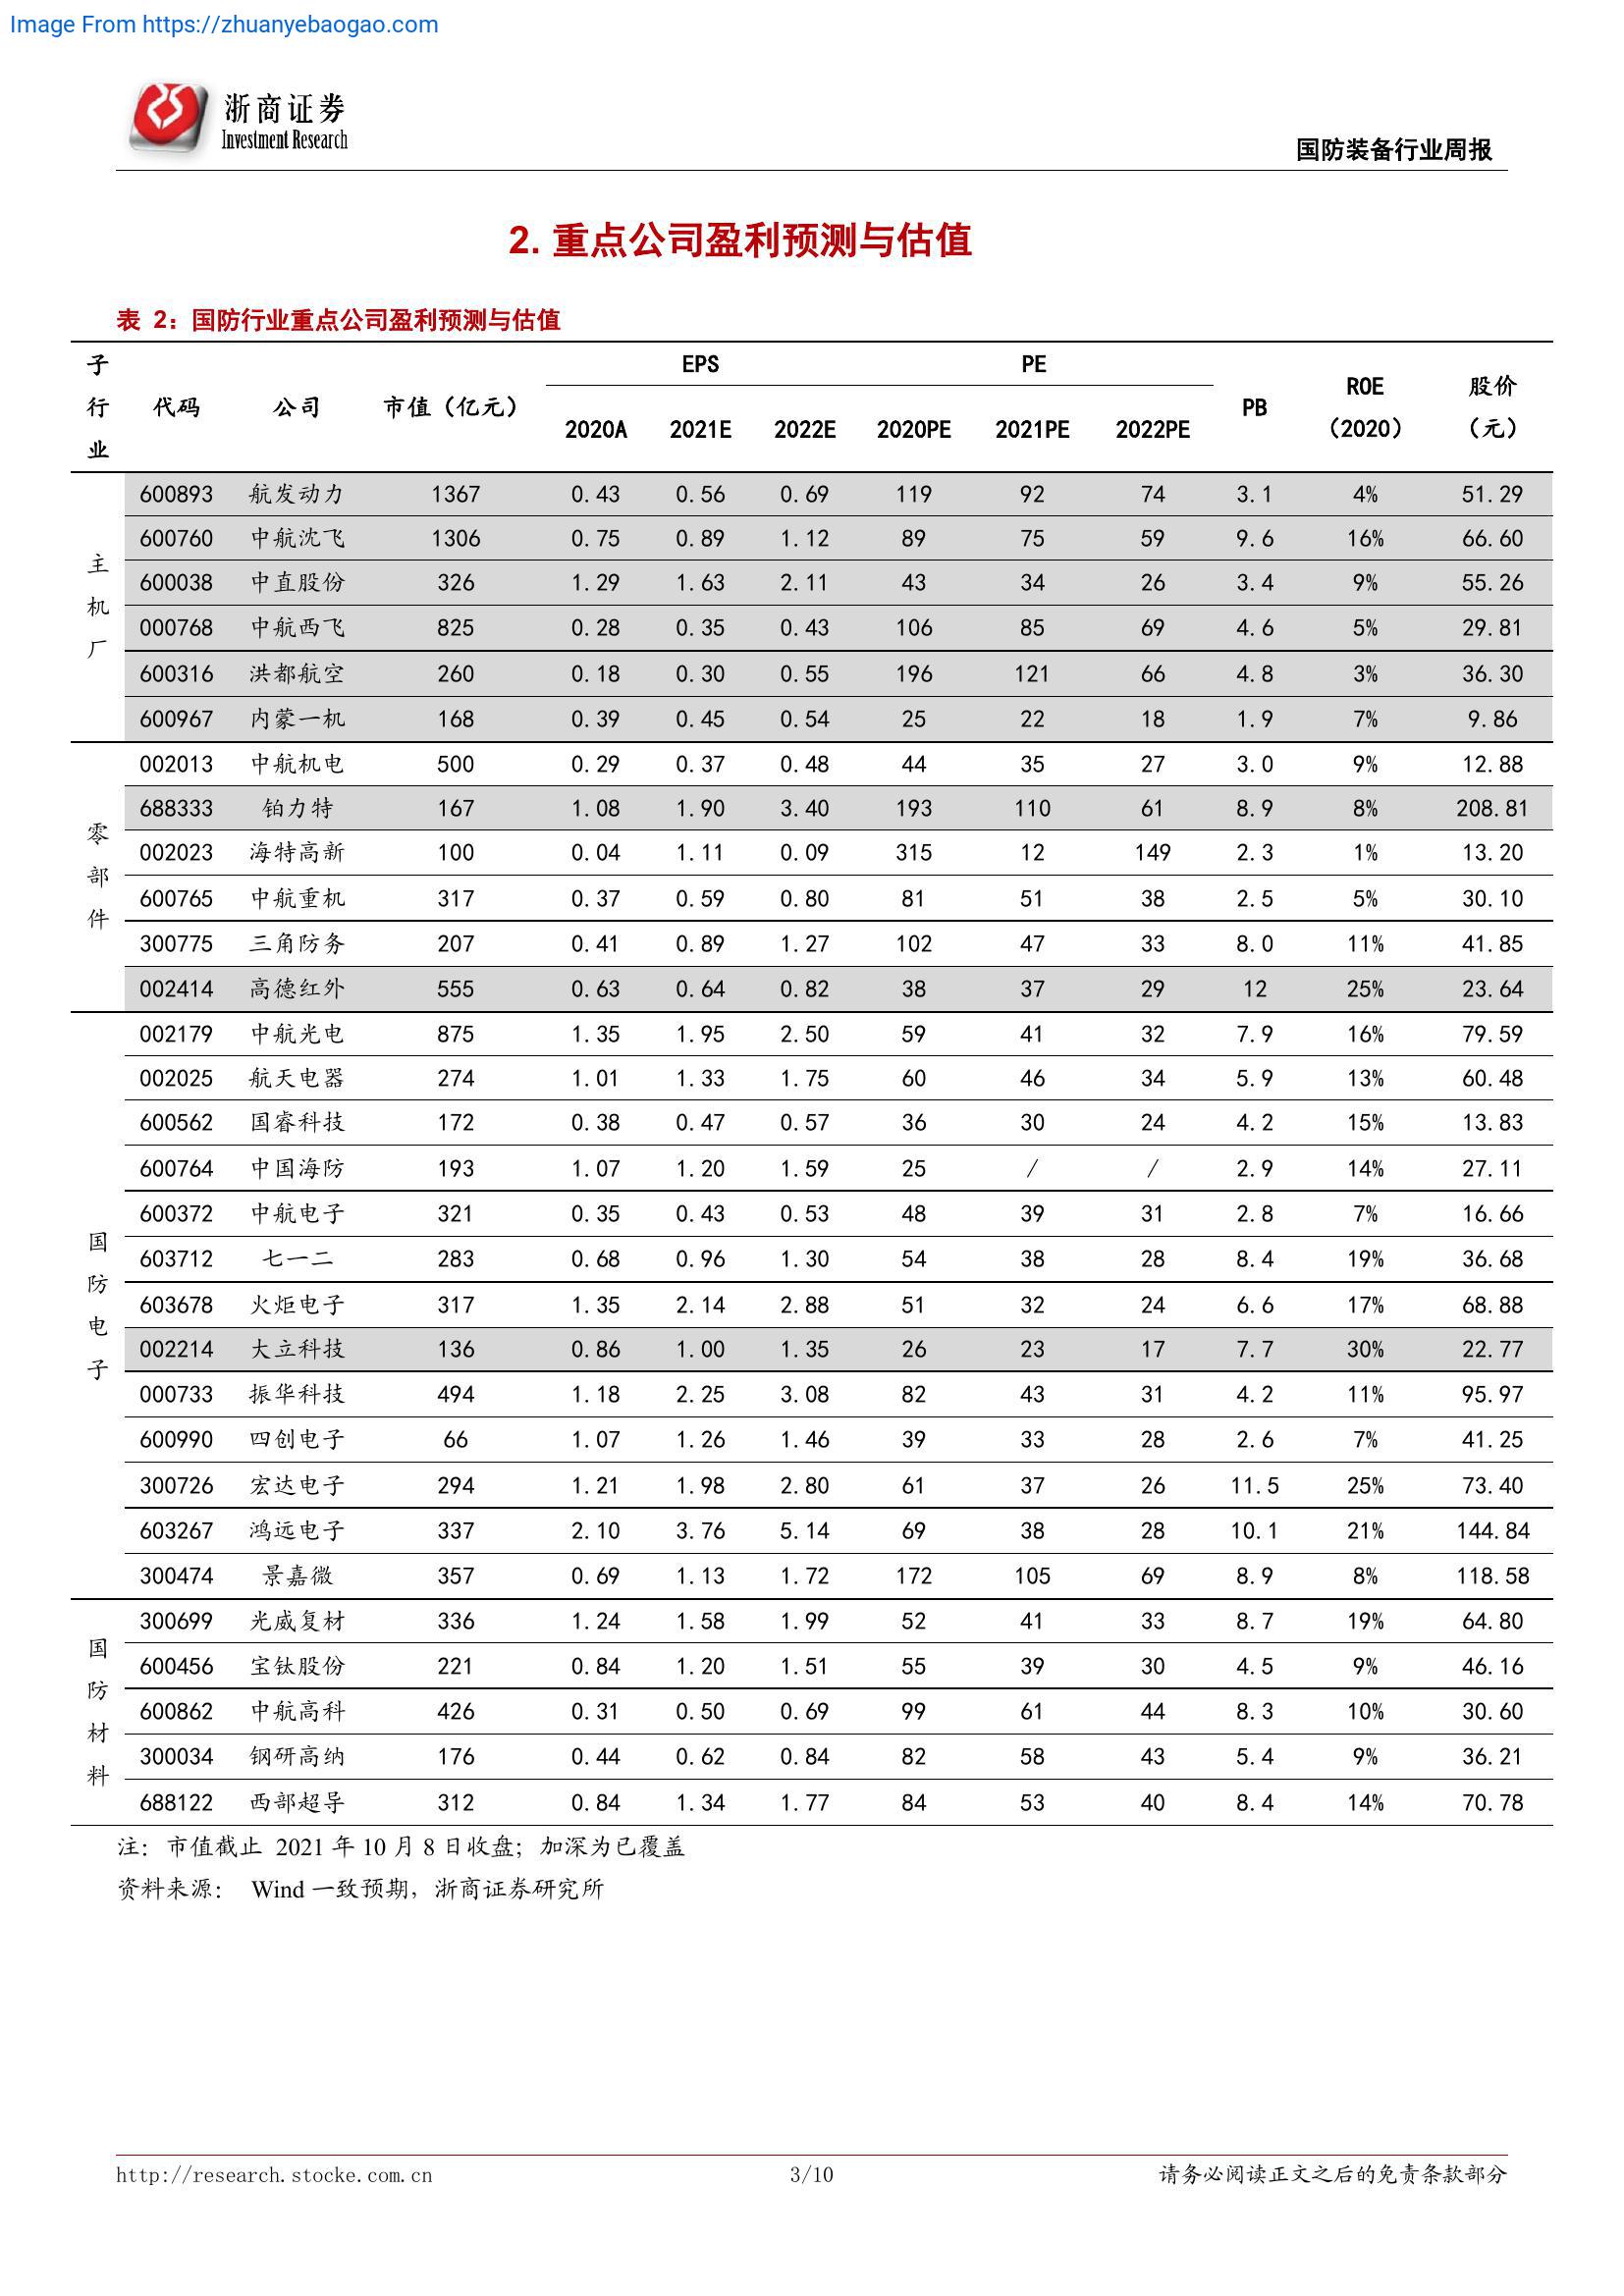 Image From https://zhuanyebaogao.com
浙商证券
Investment Research
国防装备行业周报
2. 重点公司盈利预测与估值
表 2：国防行业重点公司盈利预测与估值
子行业 代码 公司 市值（亿元） EPS PE PB ROE（2020） 股价（元）
2020A 2021E 2022E 2020PE 2021PE 2022PE
主机厂
600893 航发动力 1367 0.43 0.56 0.69 119 92 74 3.1 4% 51.29
600760 中航沈飞 1306 0.75 0.89 1.12 89 75 59 9.6 16% 66.60
600038 中直股份 326 1.29 1.63 2.11 43 34 26 3.4 9% 55.26
000768 中航西飞 825 0.28 0.35 0.43 106 85 69 4.6 5% 29.81
600316 洪都航空 260 0.18 0.30 0.55 196 121 66 4.8 3% 36.30
600967 内蒙一机 168 0.39 0.45 0.54 25 22 18 1.9 7% 9.86
零部件
002013 中航机电 500 0.29 0.37 0.48 44 35 27 3.0 9% 12.88
688333 铂力特 167 1.08 1.90 3.40 193 110 61 8.9 8% 208.81
002023 海特高新 100 0.04 1.11 0.09 315 12 149 2.3 1% 13.20
600765 中航重机 317 0.37 0.59 0.80 81 51 38 2.5 5% 30.10
300775 三角防务 207 0.41 0.89 1.27 102 47 33 8.0 11% 41.85
002414 高德红外 555 0.63 0.64 0.82 38 37 29 12 25% 23.64
国防电子
002179 中航光电 875 1.35 1.95 2.50 59 41 32 7.9 16% 79.59
002025 航天电器 274 1.01 1.33 1.75 60 46 34 5.9 13% 60.48
600562 国睿科技 172 0.38 0.47 0.57 36 30 24 4.2 15% 13.83
600764 中国海防 193 1.07 1.20 1.59 25 / / 2.9 14% 27.11
600372 中航电子 321 0.35 0.43 0.53 48 39 31 2.8 7% 16.66
603712 七一二 283 0.68 0.96 1.30 54 38 28 8.4 19% 36.68
603678 火炬电子 317 1.35 2.14 2.88 51 32 24 6.6 17% 68.88
002214 大立科技 136 0.86 1.00 1.35 26 23 17 7.7 30% 22.77
000733 振华科技 494 1.18 2.25 3.08 82 43 31 4.2 11% 95.97
600990 四创电子 66 1.07 1.26 1.46 39 33 28 2.6 7% 41.25
300726 宏达电子 294 1.21 1.98 2.80 61 37 26 11.5 25% 73.40
603267 鸿远电子 337 2.10 3.76 5.14 69 38 28 10.1 21% 144.84
300474 景嘉微 357 0.69 1.13 1.72 172 105 69 8.9 8% 118.58
国防材料
300699 光威复材 336 1.24 1.58 1.99 52 41 33 8.7 19% 64.80
600456 宝钛股份 221 0.84 1.20 1.51 55 39 30 4.5 9% 46.16
600862 中航高科 426 0.31 0.50 0.69 99 61 44 8.3 10% 30.60
300034 钢研高纳 176 0.44 0.62 0.84 82 58 43 5.4 9% 36.21
688122 西部超导 312 0.84 1.34 1.77 84 53 40 8.4 14% 70.78
注：市值截止 2021 年 10 月 8 日收盘；加深为已覆盖
资料来源： Wind 一致预期，浙商证券研究所
http://research.stocke.com.cn 3/10 请务必阅读正文之后的免责条款部分